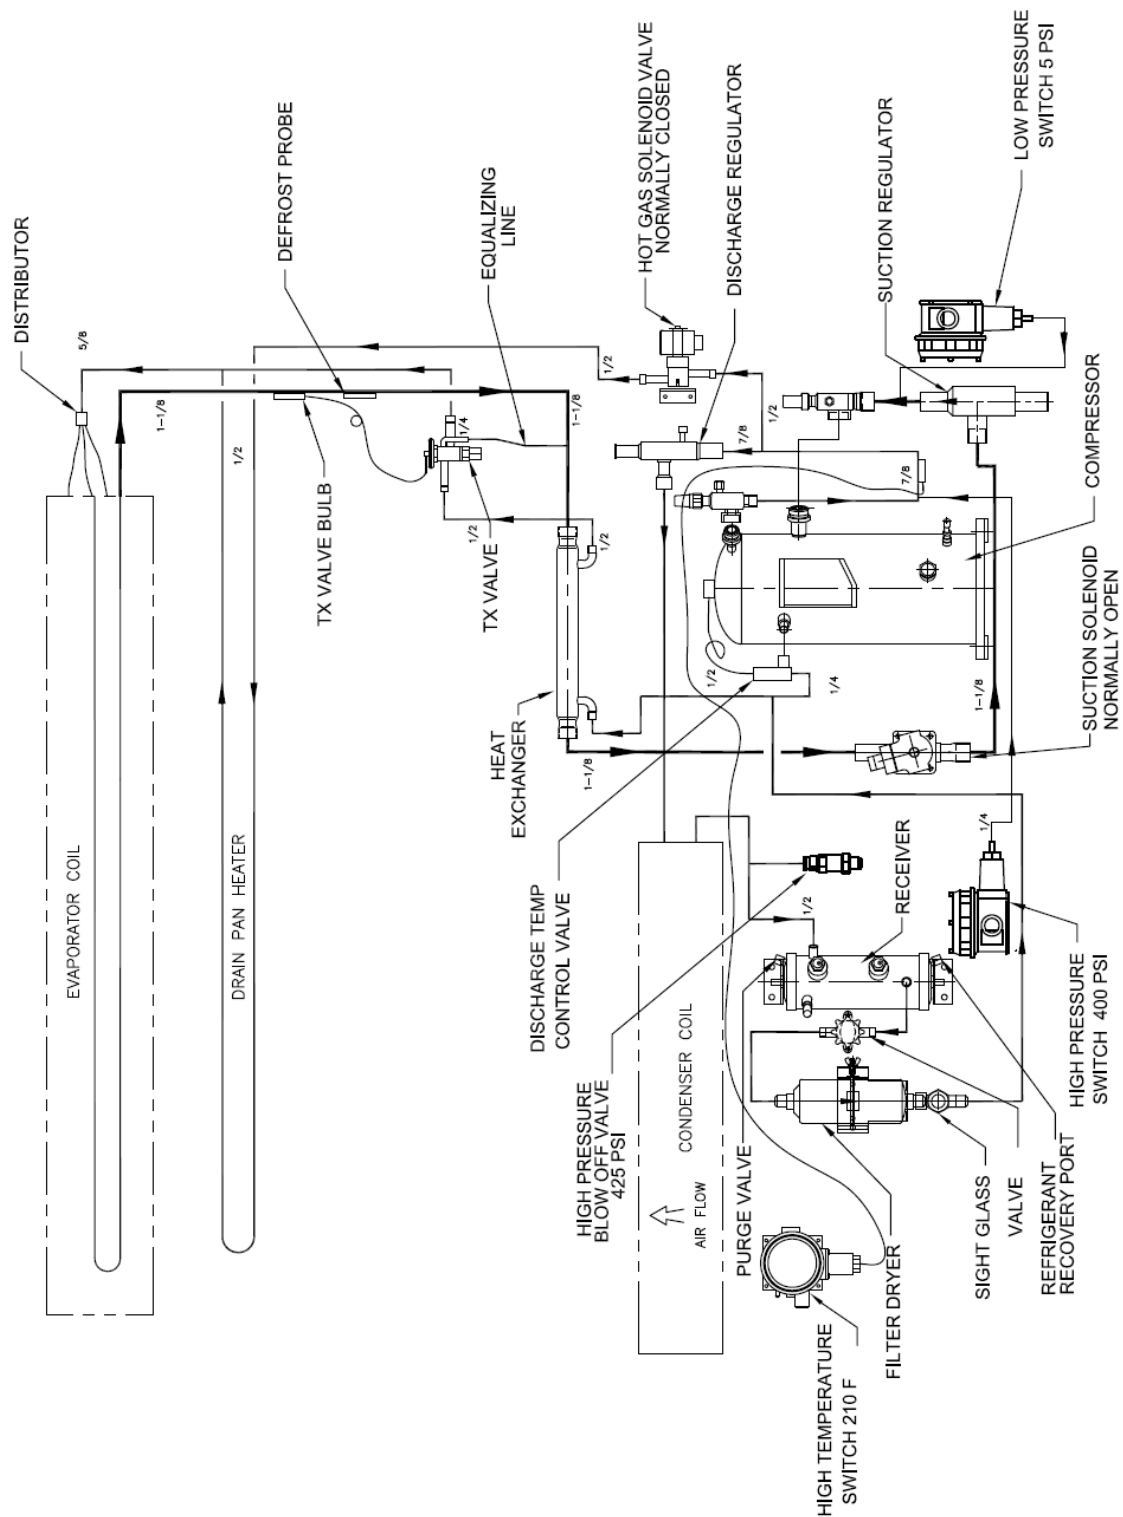 DISTRIBUTOR
5/8
DEFROST PROBE
EQUALIZING
LINE
HOT GAS SOLENOID VALVE
NORMALLY CLOSED
DISCHARGE REGULATOR
SUCTION REGULATOR
LOW PRESSURE
SWITCH 5 PSI
1-1/8
1/2
TX VALVE BULB
1/4
1/2
TX VALVE
1-1/8
1/2
1/2
7/8
1/2
7/8
COMPRESSOR
EVAPORATOR COIL
DRAIN PAN HEATER
HEAT
EXCHANGER
1-1/8
1/2
1/4
1-1/8
SUCTION SOLENOID
NORMALLY OPEN
DISCHARGE TEMP
CONTROL VALVE
HIGH PRESSURE
BLOW OFF VALVE
425 PSI
CONDENSER COIL
AIR FLOW
1/2
RECEIVER
1/4
HIGH PRESSURE
SWITCH 400 PSI
PURGE VALVE
FILTER DRYER
SIGHT GLASS
VALVE
REFRIGERANT
RECOVERY PORT
HIGH TEMPERATURE
SWITCH 210 F